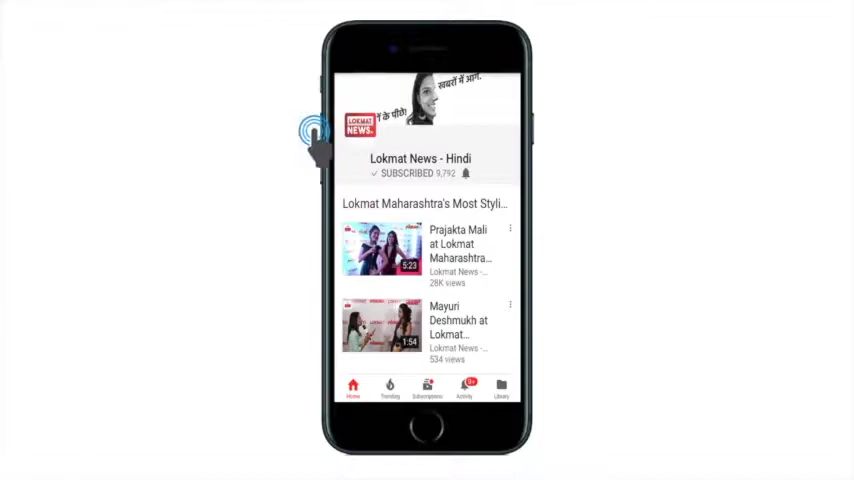 खबरों में आगे.
के पीछे!
LOKMAT
NEWS
Lokmat News - Hindi
SUBSCRIBED 9,792
Lokmat Maharashtra's Most Styli...
Prajakta Mali
at Lokmat
Maharashtra...
Lokmat News -...
28K views
5:23
Mayuri
Deshmukh at
Lokmat...
Lokmat News -...
534 views
1:54
9+
Home
Trending
Subscriptions
Activity
Library